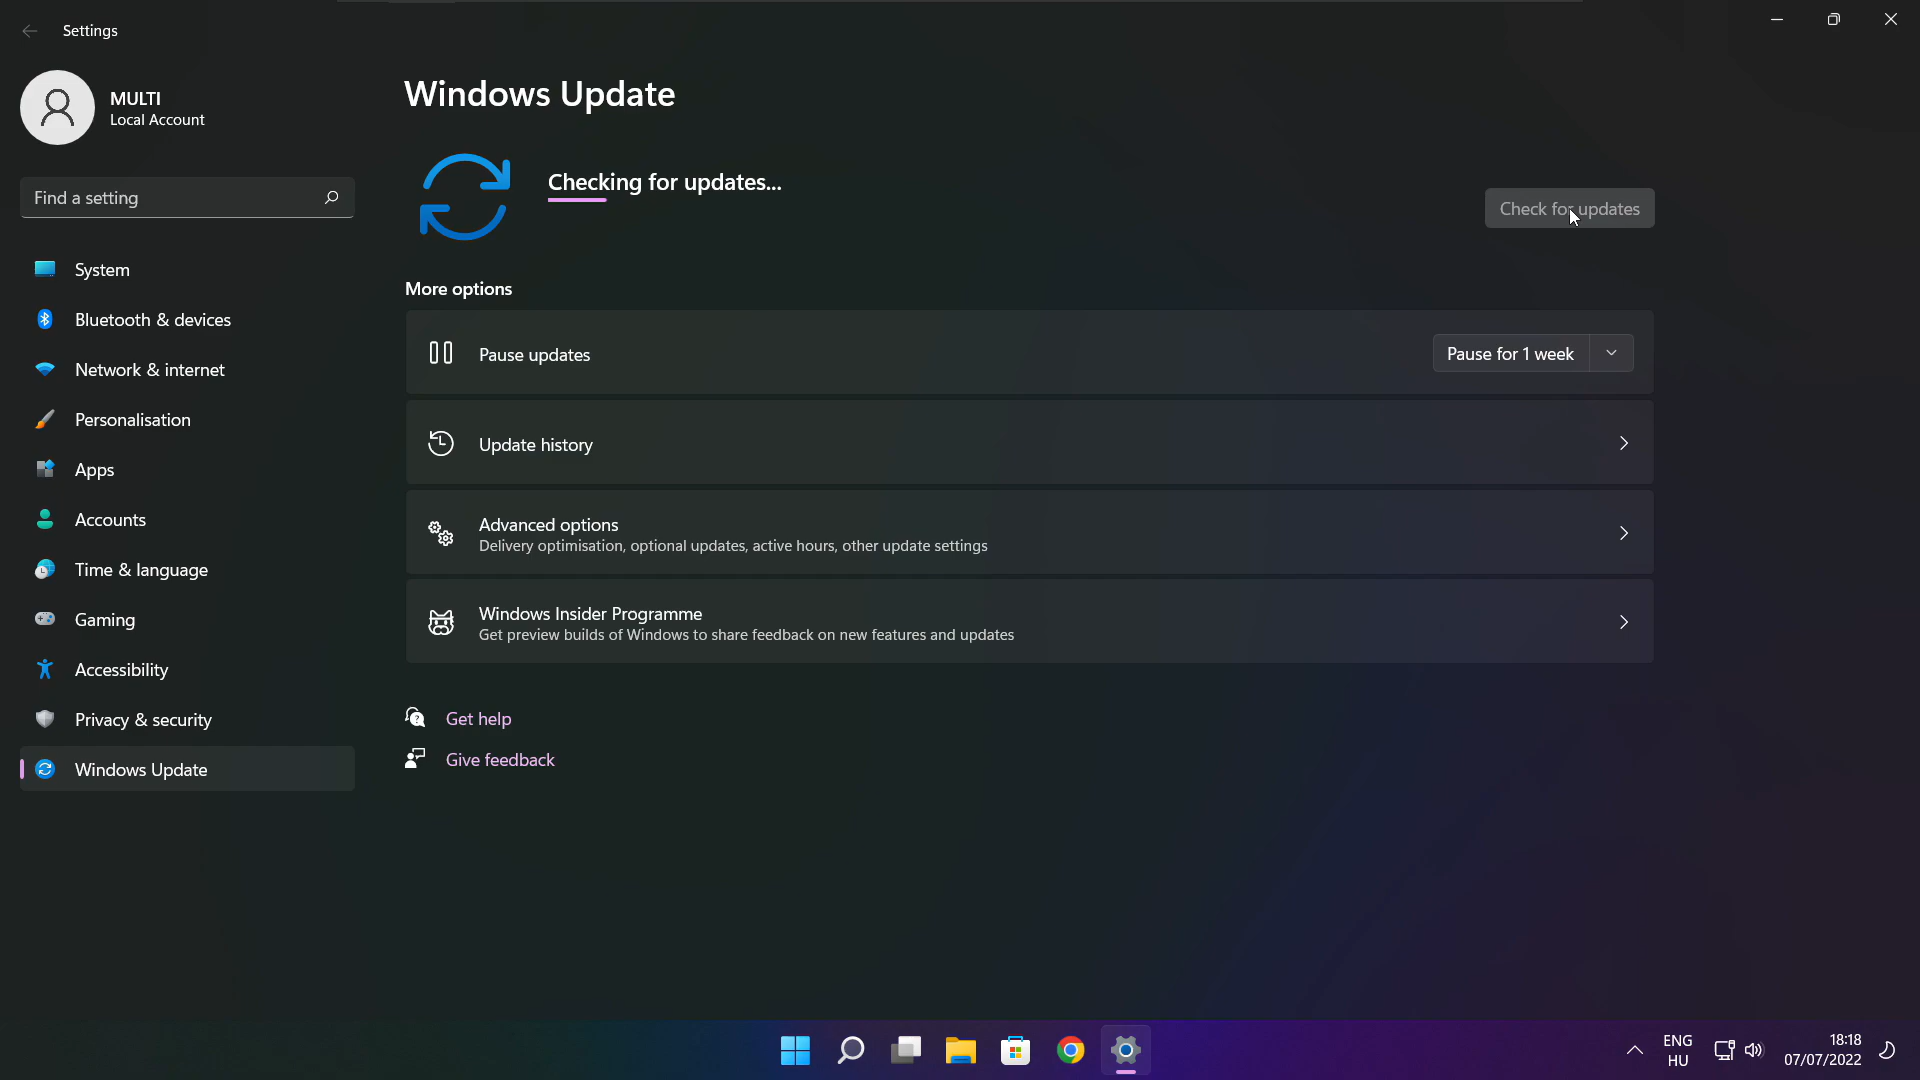 Settings
MULTI
Local Account
Find a setting
System
Bluetooth & devices
Network & internet
Personalisation
Apps
Accounts
Time & language
Gaming
Accessibility
Privacy & security
Windows Update
Windows Update
Checking for updates...
Check for updates
More options
Pause updates
Pause for 1 week
Update history
Advanced options
Delivery optimisation, optional updates, active hours, other update settings
Windows Insider Programme
Get preview builds of Windows to share feedback on new features and updates
Get help
Give feedback
ENG
HU
18:18
07/07/2022